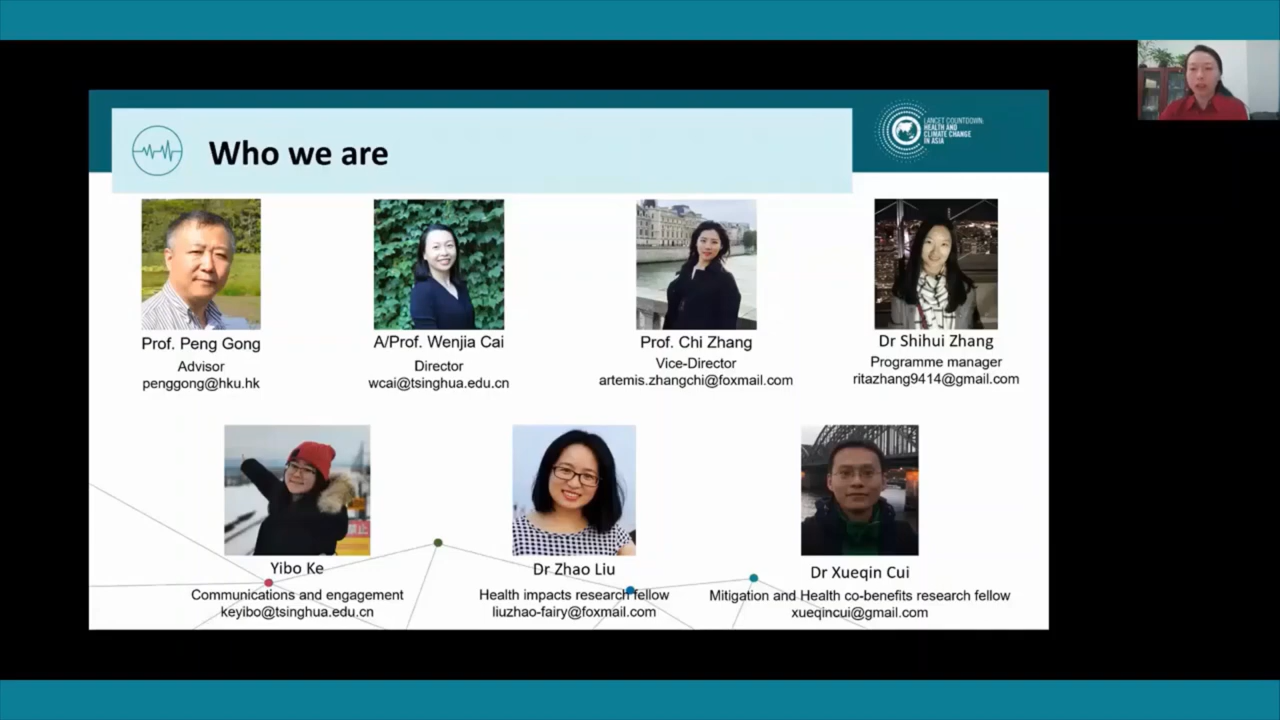 Who we are
LANCET COUNTDOWN:
HEALTH AND
CLIMATE CHANGE
IN ASIA
Prof. Peng Gong
Advisor
penggong@hku.hk
A/Prof. Wenjia Cai
Director
wcai@tsinghua.edu.cn
Prof. Chi Zhang
Vice-Director
artemis.zhangchi@foxmail.com
Dr Shihui Zhang
Programme manager
ritazhang9414@gmail.com
Yibo Ke
Communications and engagement
keyibo@tsinghua.edu.cn
Dr Zhao Liu
Health impacts research fellow
liuzhao-fairy@foxmail.com
Dr Xueqin Cui
Mitigation and Health co-benefits research fellow
xueqincui@gmail.com